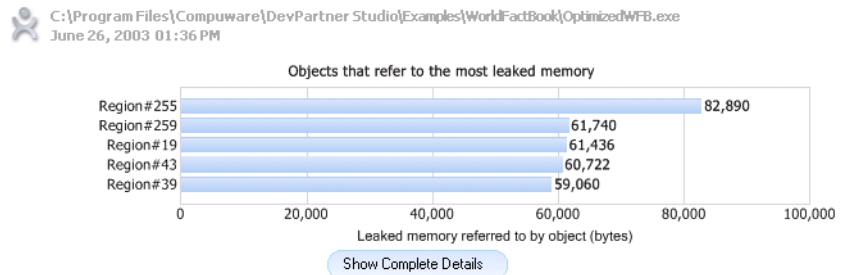 C:\Program Files\Compuware\DevPartner Studio\Examples\WorldFactBook\OptimizedWFB.exe
June 26, 2003 01:36 PM
Objects that refer to the most leaked memory
Region#255 82,890
Region#259 61,740
Region#19 61,436
Region#43 60,722
Region#39 59,060
0 20,000 40,000 60,000 80,000 100,000
Leaked memory referred to by object (bytes)
Show Complete Details